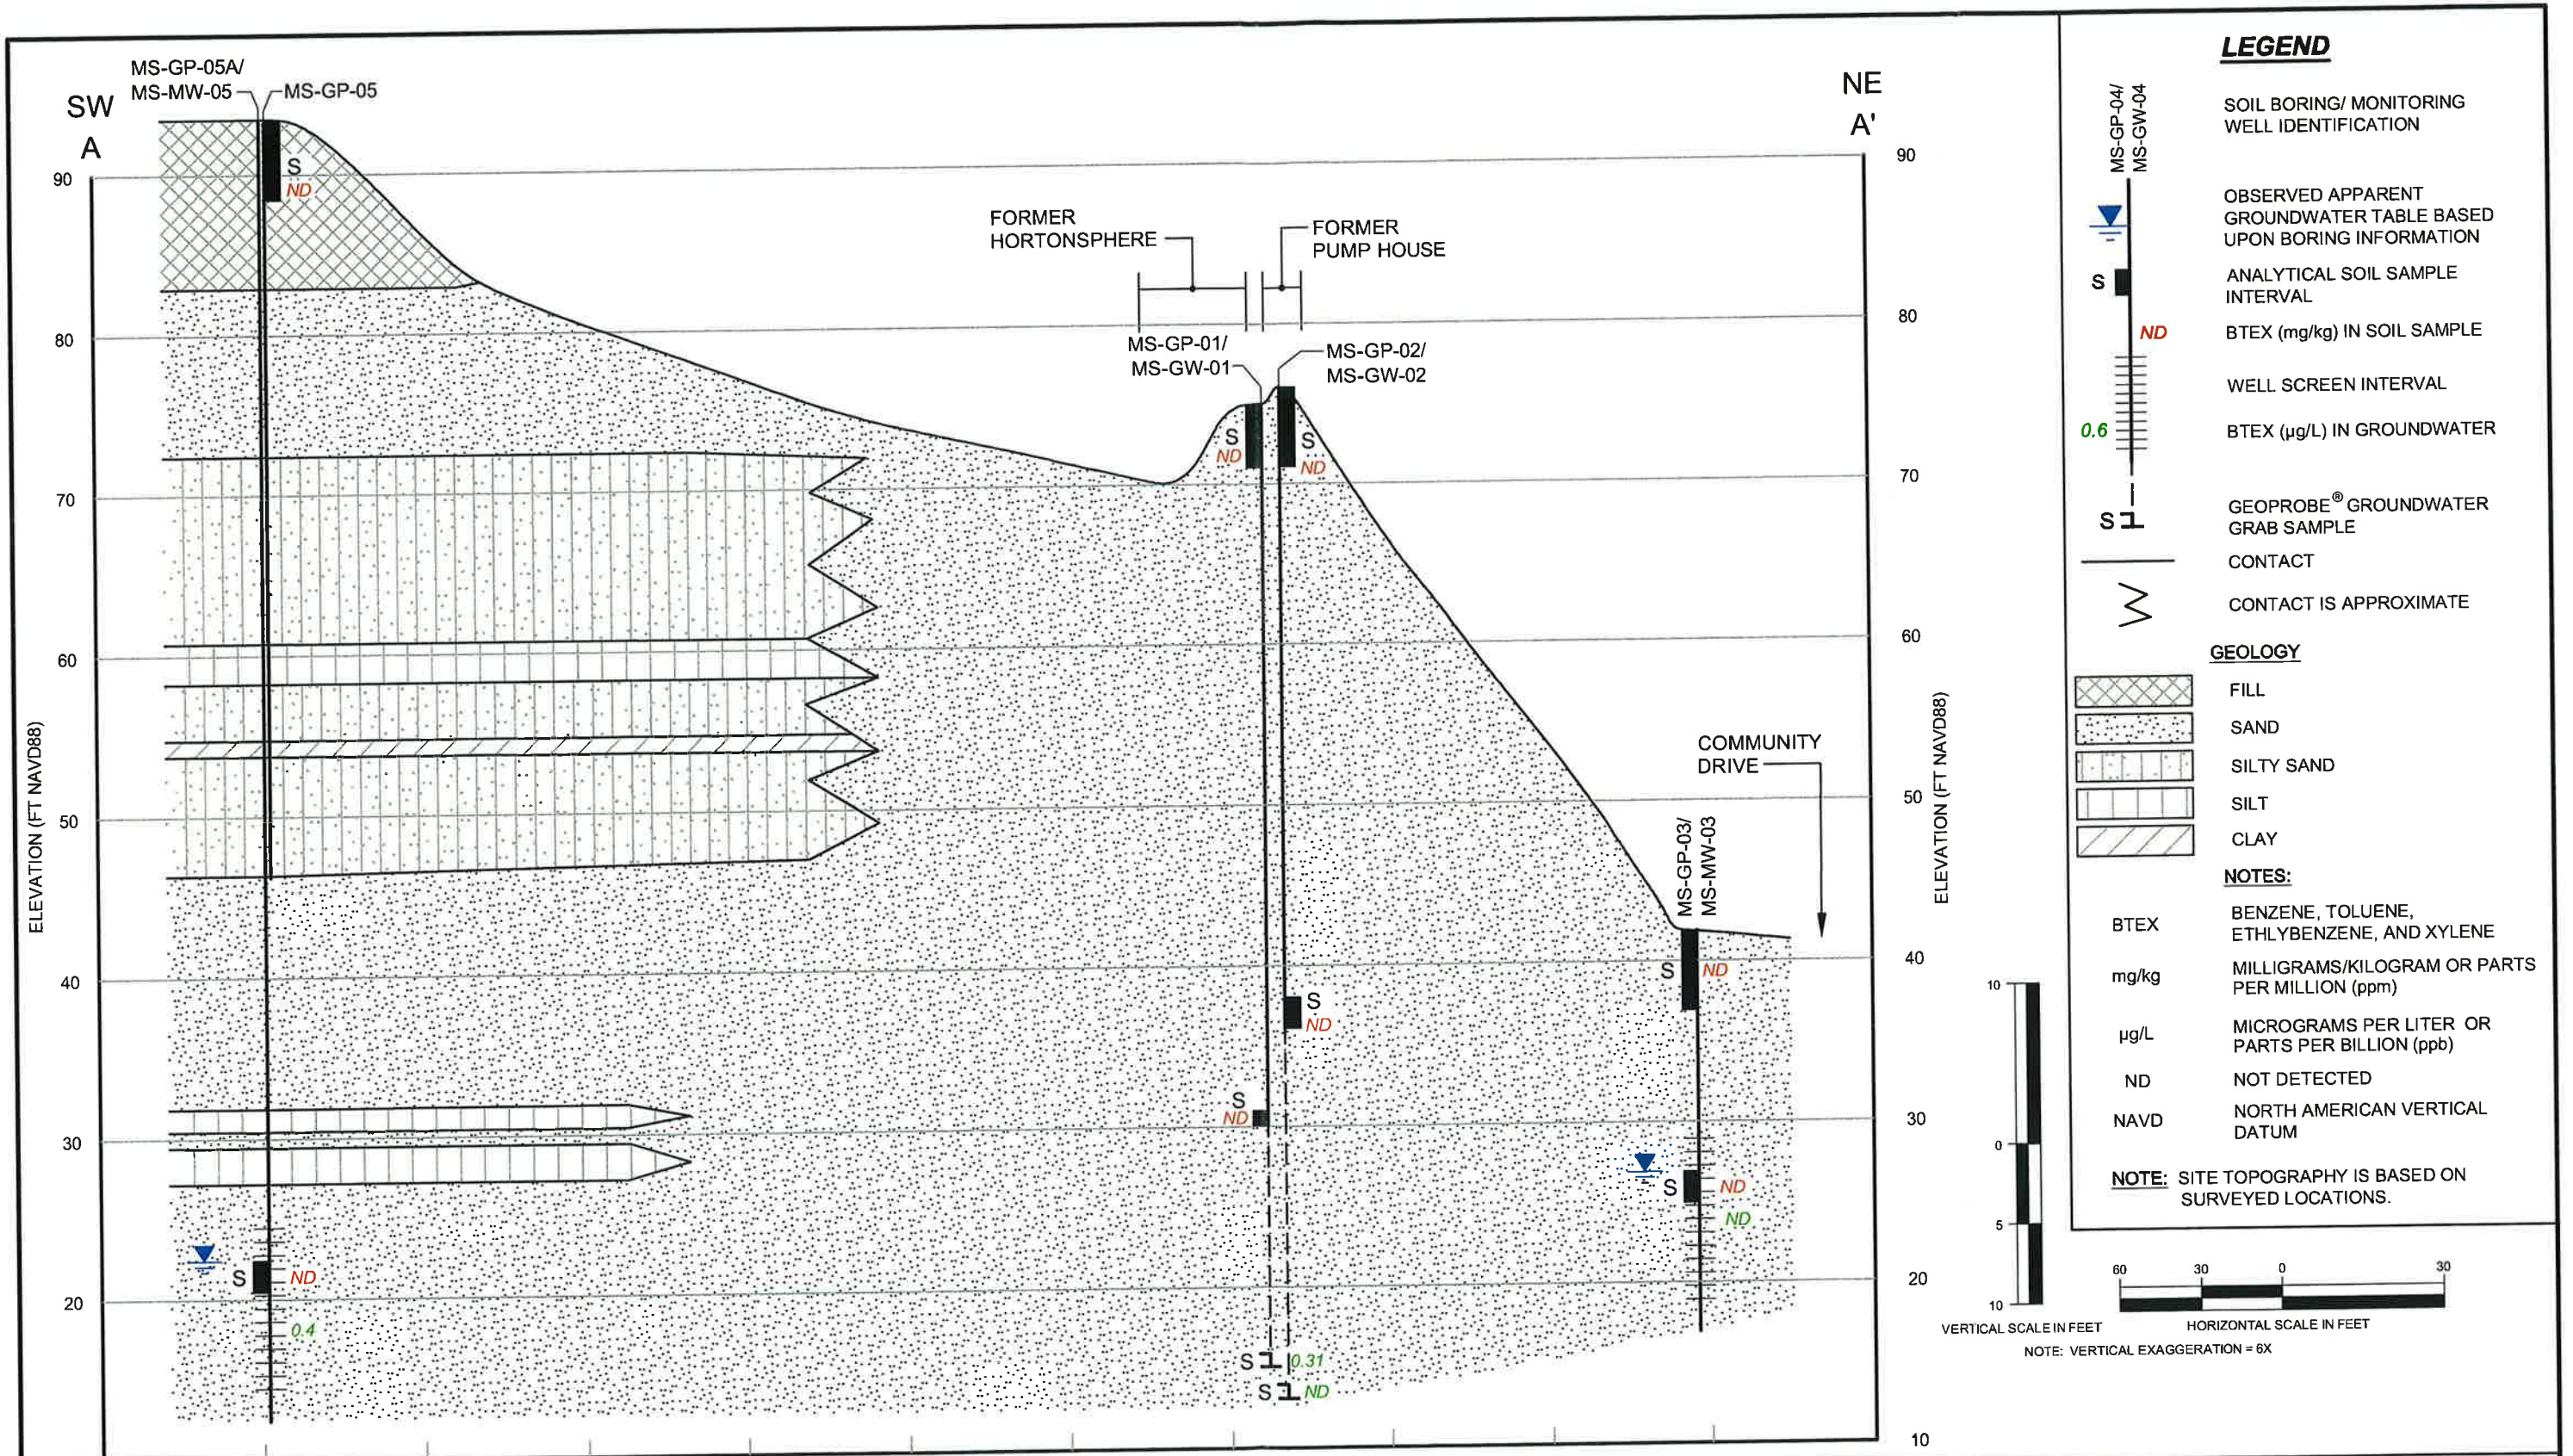 MS-GP-05A/
MS-MW-05
MS-GP-05
SW
A
NE
A'
90
80
70
60
50
40
30
20
ELEVATION (FT NAVD88)
S
ND
S
ND
0.4
FORMER
HORTONSPHERE
FORMER
PUMP HOUSE
MS-GP-01/
MS-GW-01
MS-GP-02/
MS-GW-02
S
ND
S
ND
S
ND
S
ND
S
0.31
S
ND
COMMUNITY
DRIVE
MS-GP-03/
MS-MW-03
S
ND
S
ND
ND
90
80
70
60
50
40
30
20
10
ELEVATION (FT NAVD88)
LEGEND
MS-GP-04/
MS-GW-04
SOIL BORING/ MONITORING
WELL IDENTIFICATION
OBSERVED APPARENT
GROUNDWATER TABLE BASED
UPON BORING INFORMATION
S
ANALYTICAL SOIL SAMPLE
INTERVAL
ND
BTEX (mg/kg) IN SOIL SAMPLE
WELL SCREEN INTERVAL
0.6
BTEX (µg/L) IN GROUNDWATER
S
GEOPROBE® GROUNDWATER
GRAB SAMPLE
CONTACT
CONTACT IS APPROXIMATE
GEOLOGY
FILL
SAND
SILTY SAND
SILT
CLAY
NOTES:
BTEX
BENZENE, TOLUENE,
ETHLYBENZENE, AND XYLENE
mg/kg
MILLIGRAMS/KILOGRAM OR PARTS
PER MILLION (ppm)
µg/L
MICROGRAMS PER LITER OR
PARTS PER BILLION (ppb)
ND
NOT DETECTED
NAVD
NORTH AMERICAN VERTICAL
DATUM
NOTE: SITE TOPOGRAPHY IS BASED ON
SURVEYED LOCATIONS.
10
0
5
10
VERTICAL SCALE IN FEET
60 30 0 30
HORIZONTAL SCALE IN FEET
NOTE: VERTICAL EXAGGERATION = 6X